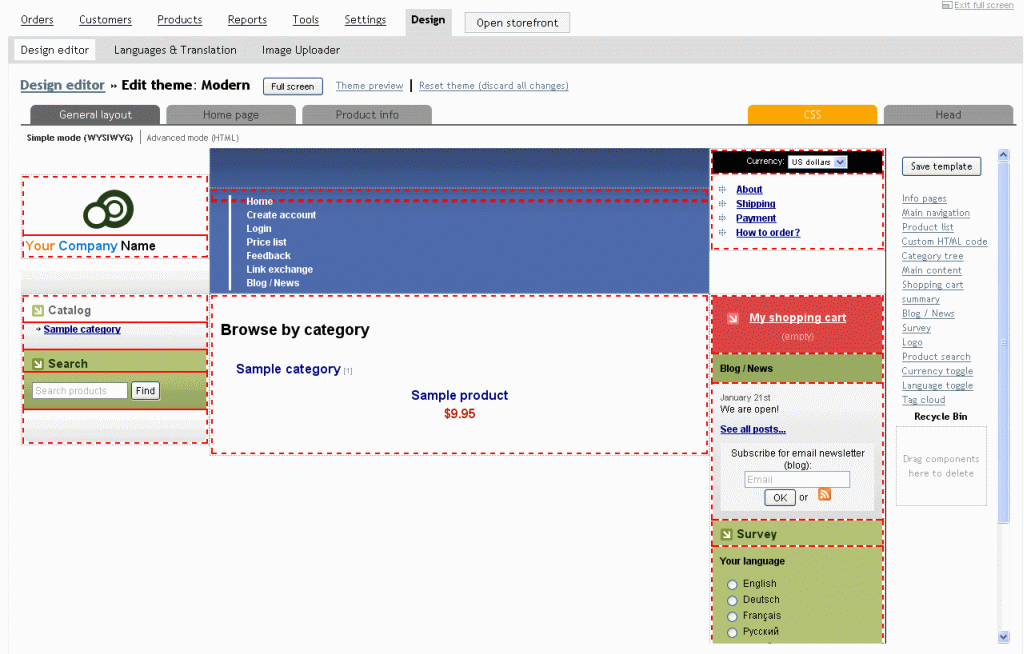 Exit full screen
Orders Customers Products Reports Tools Settings Design Open storefront
Design editor Languages & Translation Image Uploader
Design editor » Edit theme: Modern Full screen Theme preview | Reset theme (discard all changes)
General layout Home page Product info CSS Head
Simple mode (WYSIWYG) Advanced mode (HTML)
Your Company Name
Catalog
Sample category
Search
Search products Find
Home
Create account
Login
Price list
Feedback
Link exchange
Blog / News
Browse by category
Sample category [1]
Sample product
$9.95
Currency: US dollars
About
Shipping
Payment
How to order?
My shopping cart
(empty)
Blog / News
January 21st
We are open!
See all posts...
Subscribe for email newsletter
(blog):
Email
OK or
Survey
Your language
English
Deutsch
Français
Русский
Save template
Info pages
Main navigation
Product list
Custom HTML code
Category tree
Main content
Shopping cart
summary
Blog / News
Survey
Logo
Product search
Currency toggle
Language toggle
Tag cloud
Recycle Bin
Drag components
here to delete